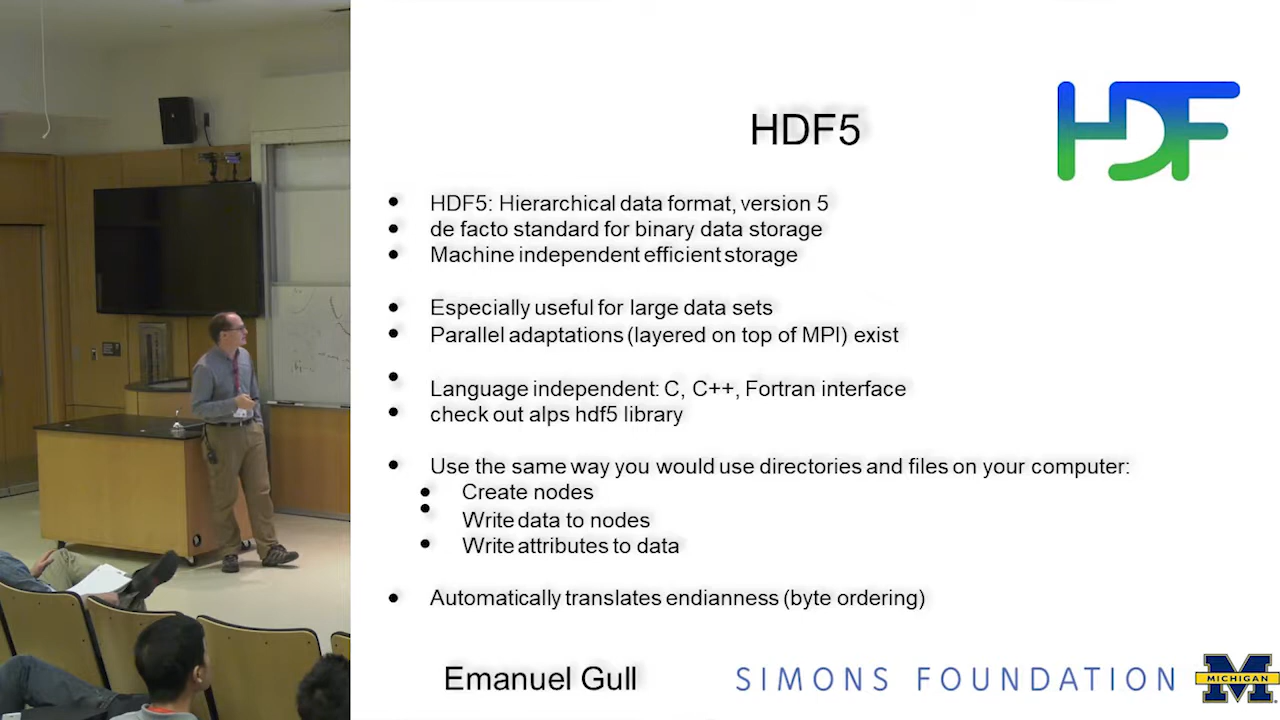 HDF
HDF5
HDF5: Hierarchical data format, version 5
de facto standard for binary data storage
Machine independent efficient storage
Especially useful for large data sets
Parallel adaptations (layered on top of MPI) exist
Language independent: C, C++, Fortran interface
check out alps hdf5 library
Use the same way you would use directories and files on your computer:
Create nodes
Write data to nodes
Write attributes to data
Automatically translates endianness (byte ordering)
Emanuel Gull
SIMONS FOUNDATION
M
MICHIGAN